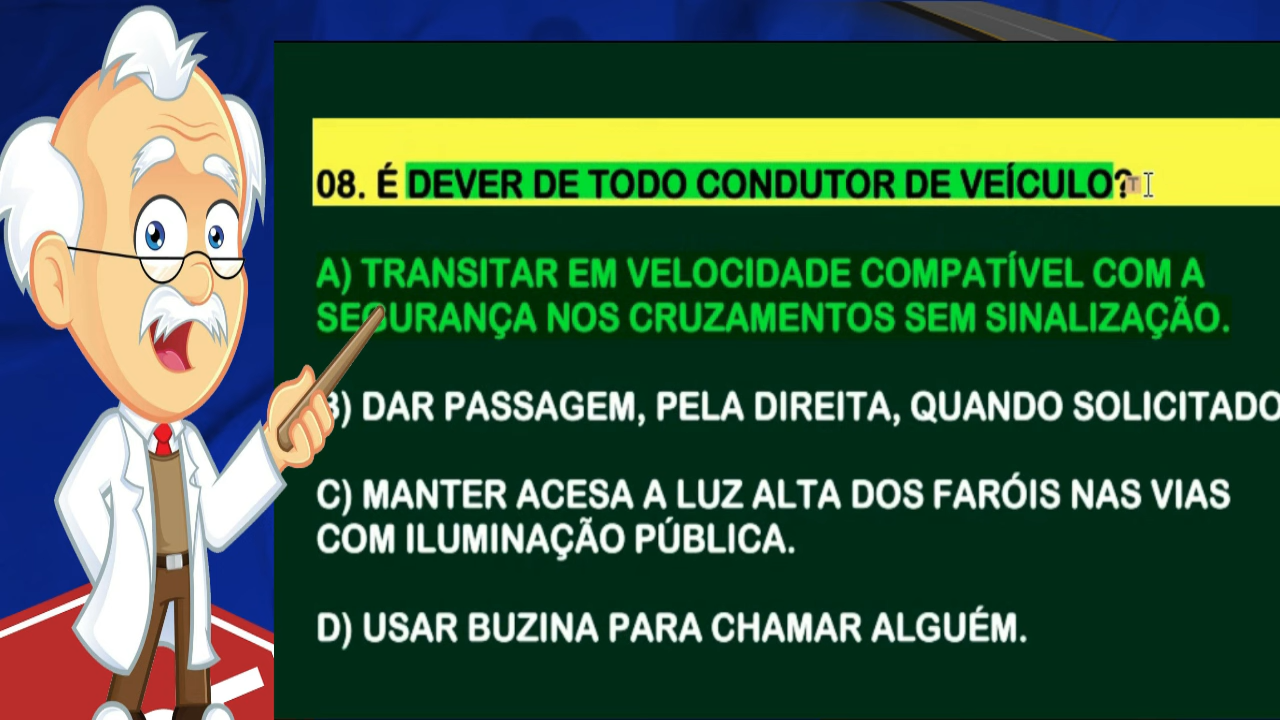 08. É DEVER DE TODO CONDUTOR DE VEÍCULO?
A) TRANSITAR EM VELOCIDADE COMPATÍVEL COM A
SEGURANÇA NOS CRUZAMENTOS SEM SINALIZAÇÃO.
B) DAR PASSAGEM, PELA DIREITA, QUANDO SOLICITADO
C) MANTER ACESA A LUZ ALTA DOS FARÓIS NAS VIAS
COM ILUMINAÇÃO PÚBLICA.
D) USAR BUZINA PARA CHAMAR ALGUÉM.